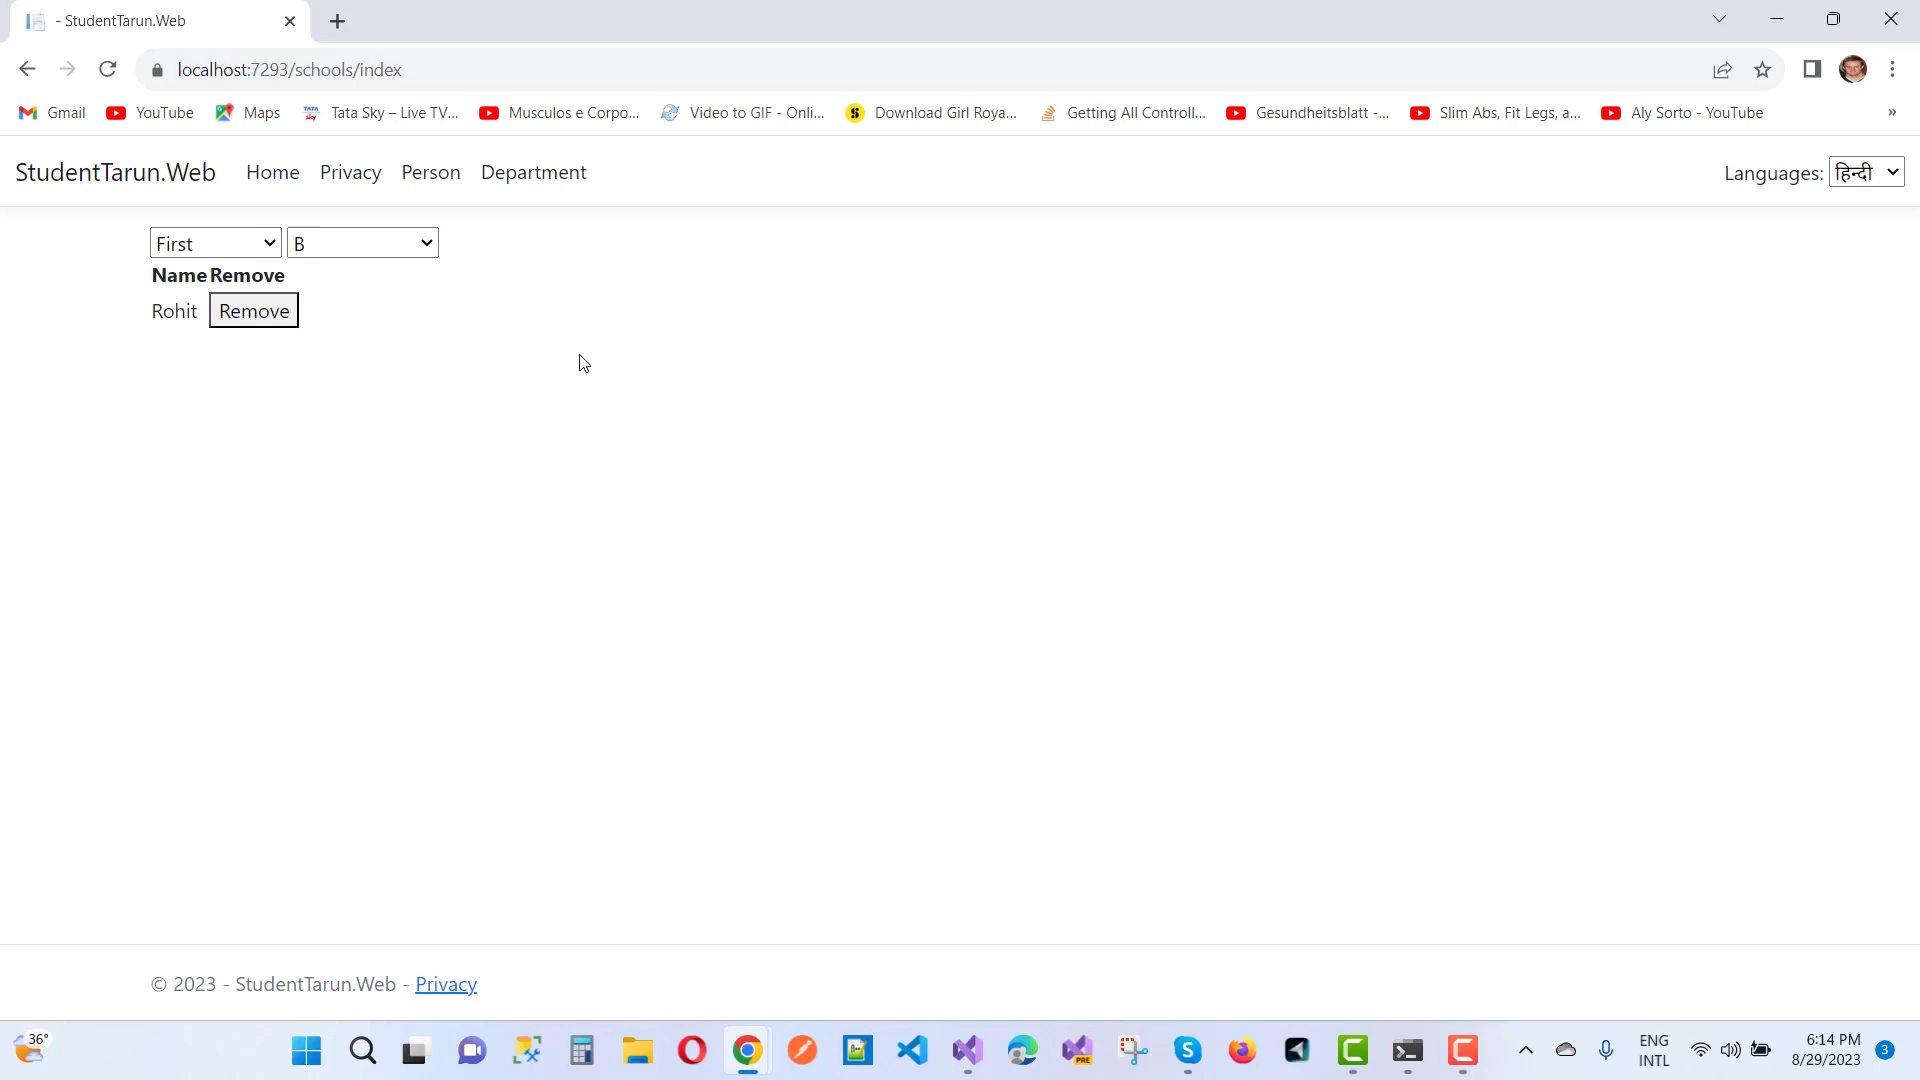 - StudentTarun.Web
localhost:7293/schools/index
Gmail YouTube Maps Tata Sky – Live TV... Musculos e Corpo... Video to GIF - Onli... Download Girl Roya... Getting All Controll... Gesundheitsblatt -... Slim Abs, Fit Legs, a... Aly Sorto - YouTube »
StudentTarun.Web Home Privacy Person Department Languages: हिन्दी
First B
Name Remove
Rohit Remove
© 2023 - StudentTarun.Web - Privacy
36° PRE ENG 6:14 PM
INTL 8/29/2023 3